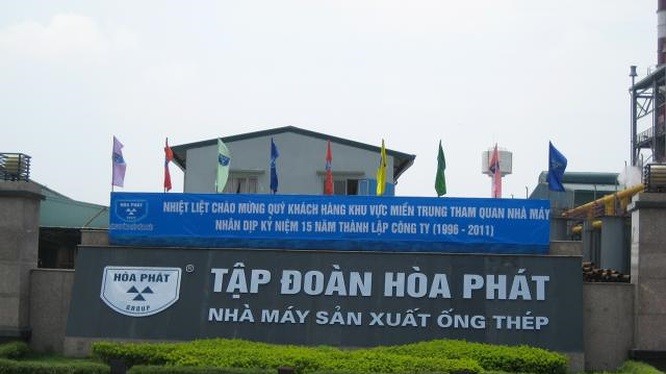 HÒA PHÁT
NHIỆT LIỆT CHÀO MỪNG QUÝ KHÁCH HÀNG KHU VỰC MIỀN TRUNG THAM QUAN NHÀ MÁY
NHÂN DỊP KỶ NIỆM 15 NĂM THÀNH LẬP CÔNG TY (1996 - 2011)
HÒA PHÁT
GROUP
®
TẬP ĐOÀN HÒA PHÁT
NHÀ MÁY SẢN XUẤT ỐNG THÉP